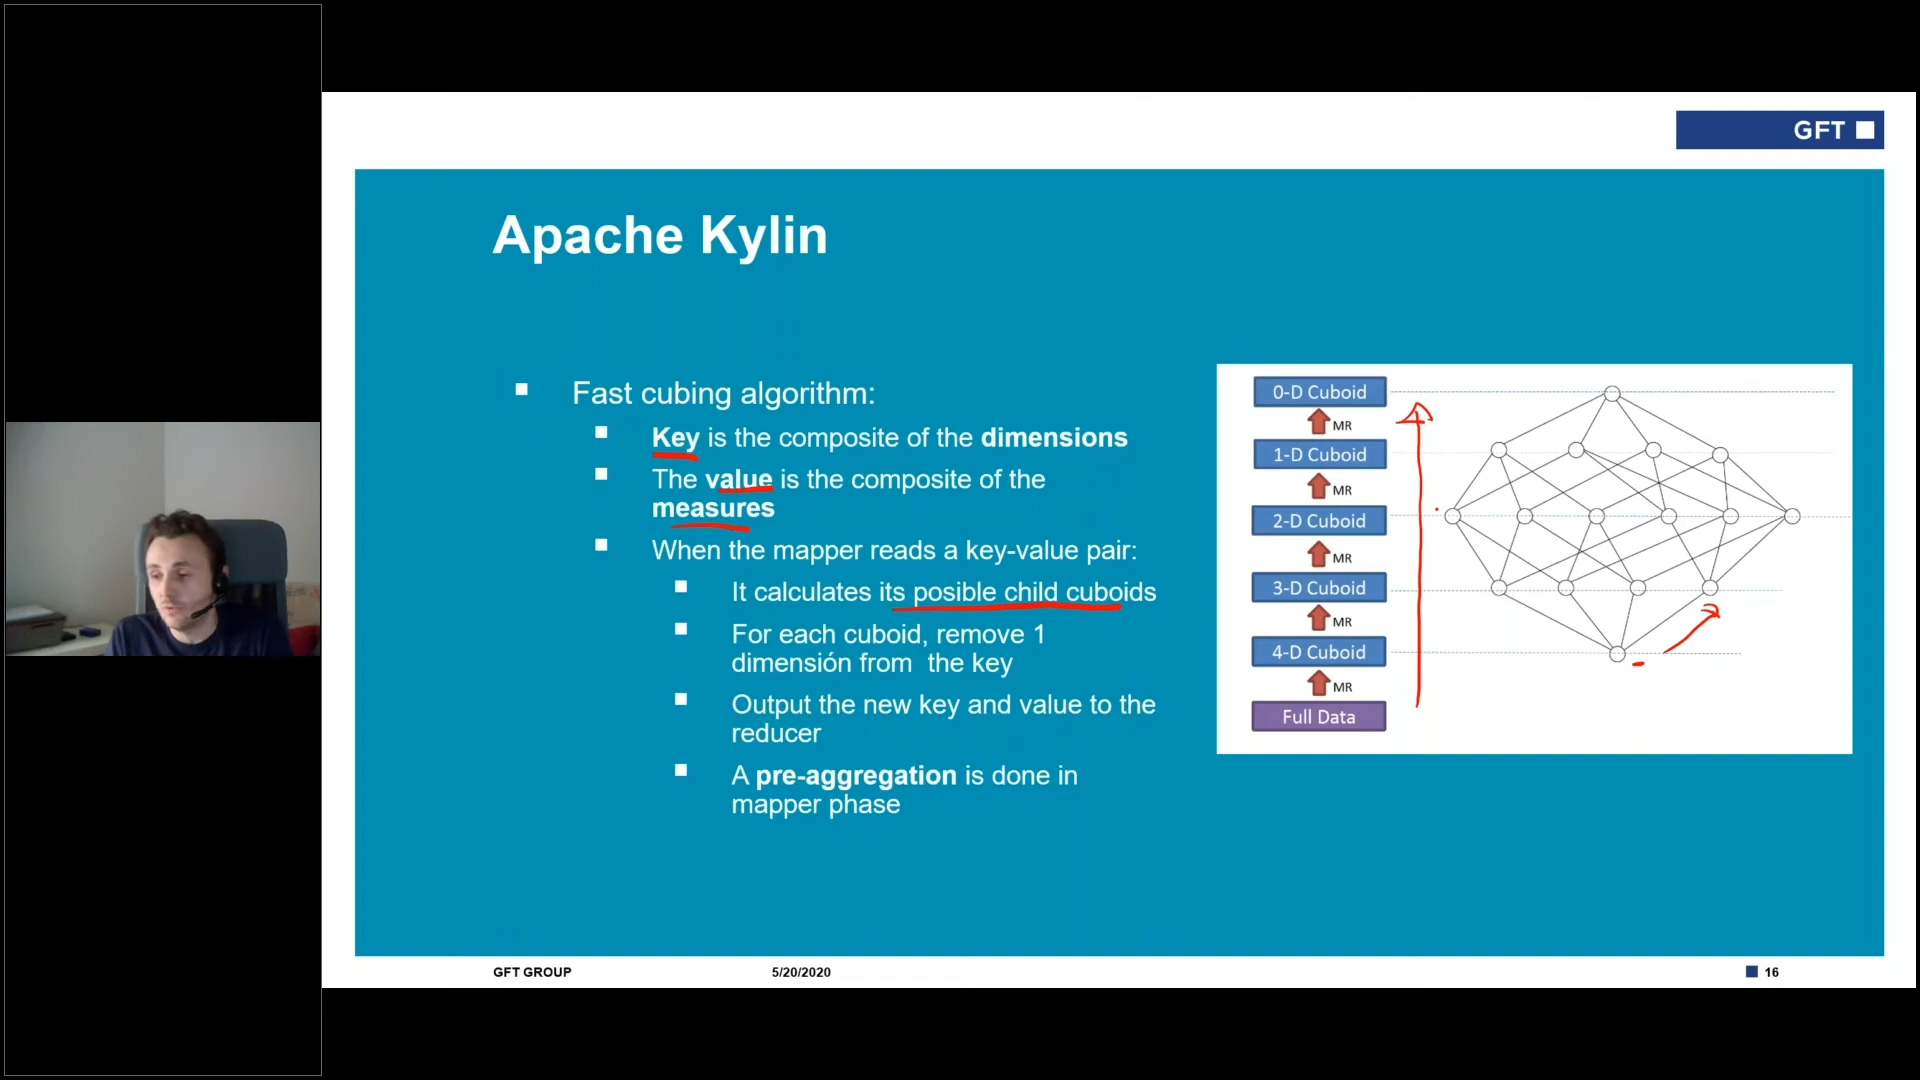 GFT
Apache Kylin
Fast cubing algorithm:
Key is the composite of the dimensions
The value is the composite of the
measures
When the mapper reads a key-value pair:
It calculates its posible child cuboids
For each cuboid, remove 1
dimensión from the key
Output the new key and value to the
reducer
A pre-aggregation is done in
mapper phase
0-D Cuboid
MR
1-D Cuboid
MR
2-D Cuboid
MR
3-D Cuboid
MR
4-D Cuboid
MR
Full Data
GFT GROUP
5/20/2020
16